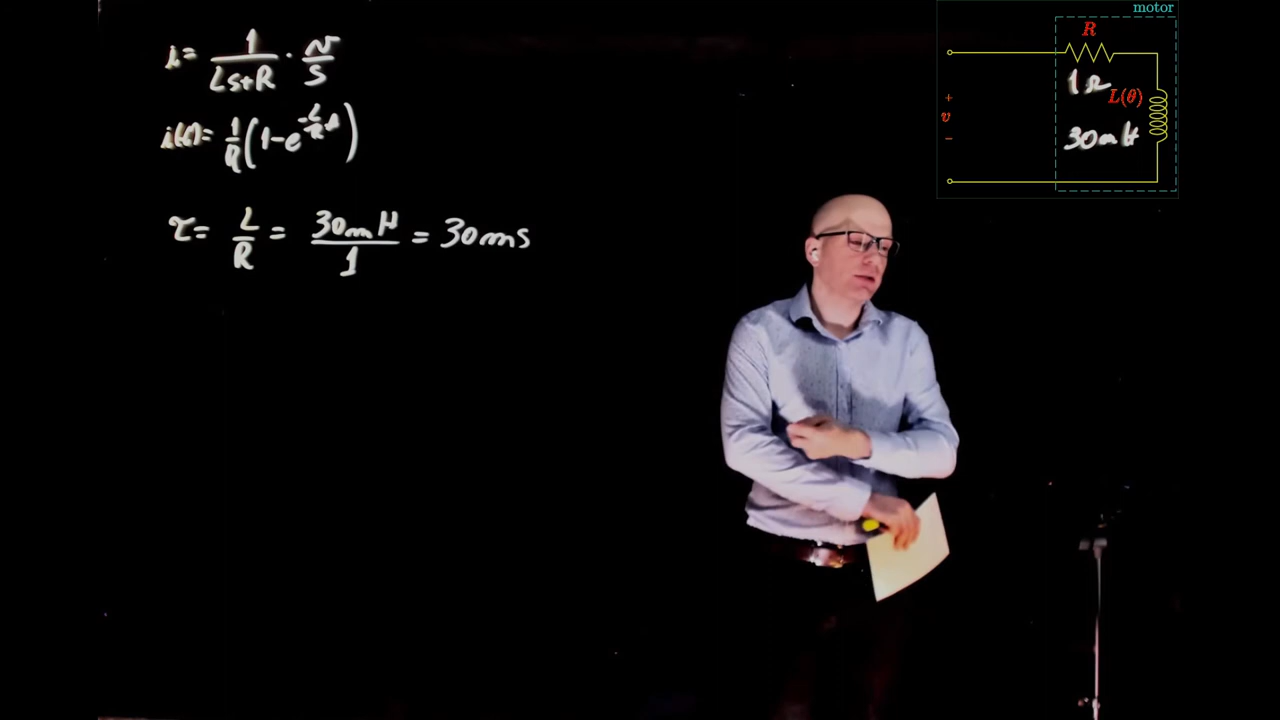 i = 1/(Ls+R) · v/s
i(t) = 1/R (1 - e^(-L/R t))
τ = L/R = 30mH/1 = 30ms
motor
R
1Ω
L(θ)
+
v
30mH
−